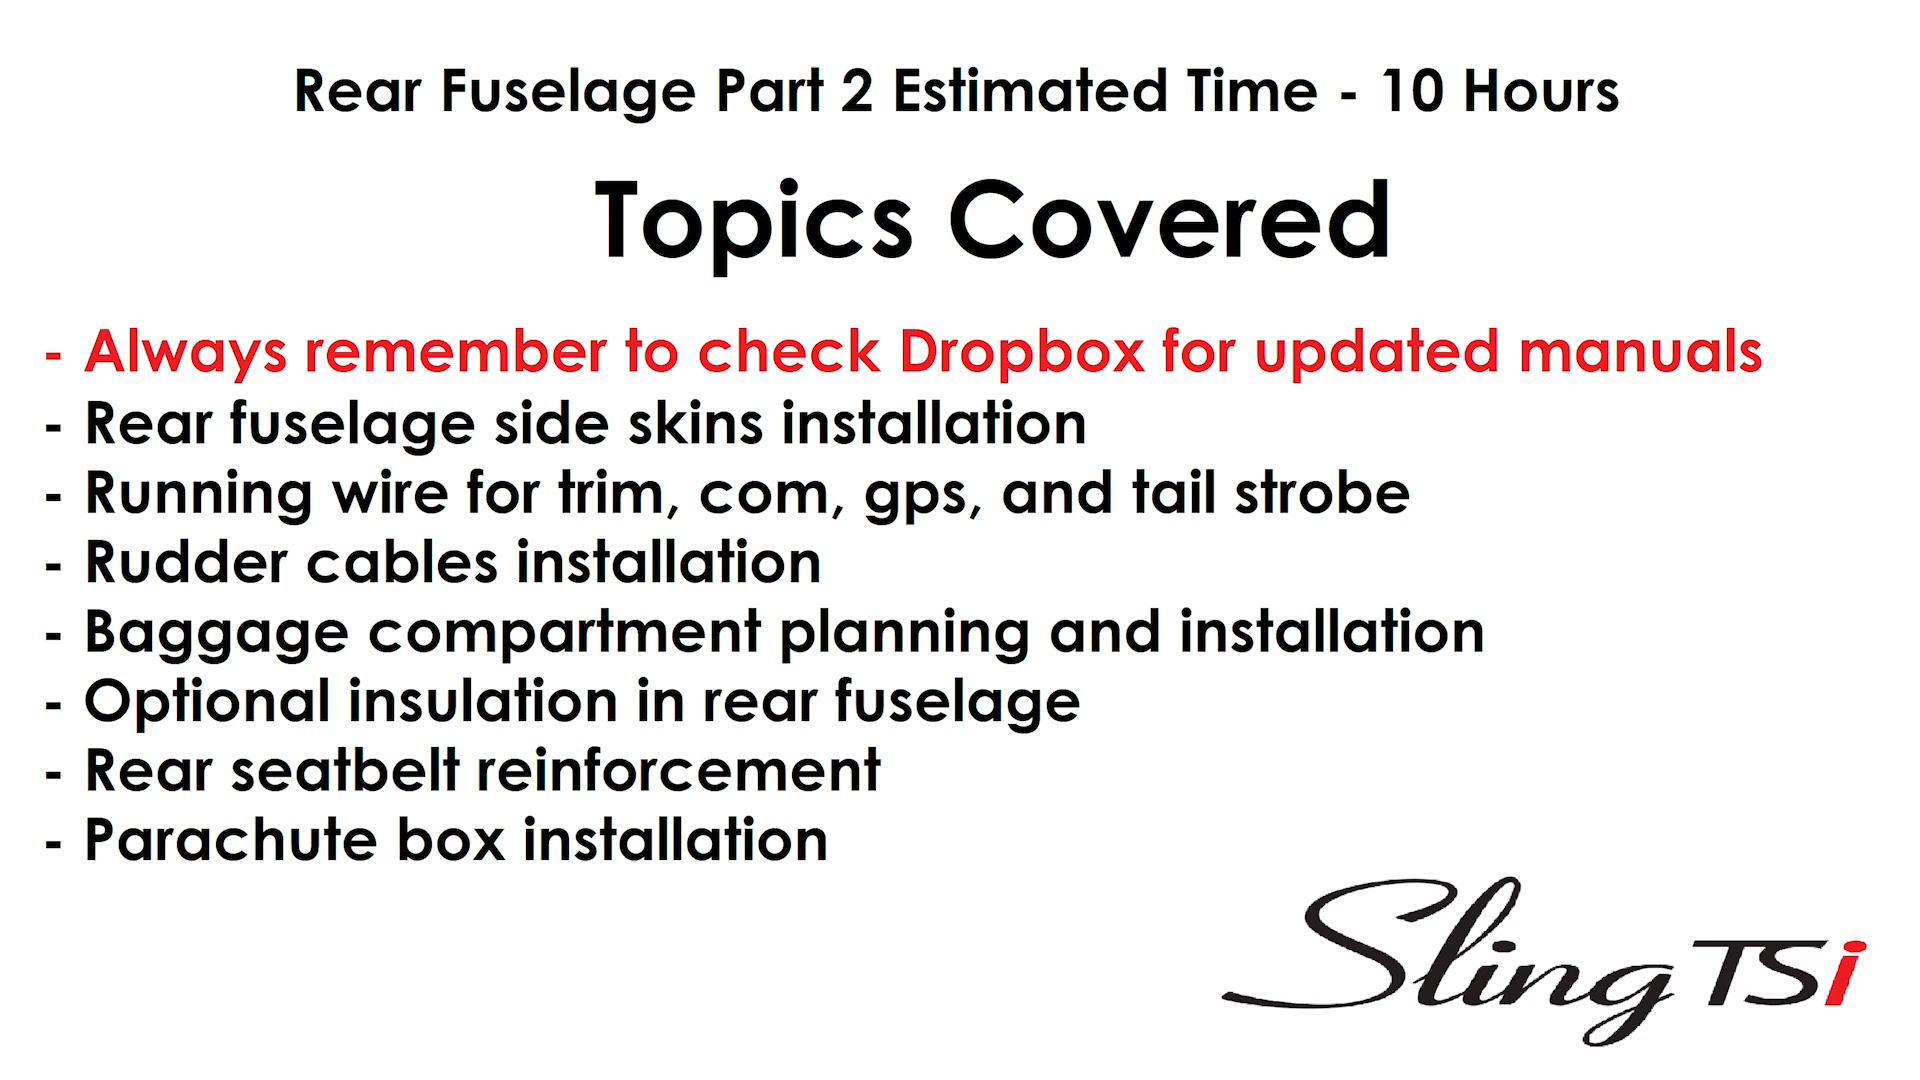 Rear Fuselage Part 2 Estimated Time - 10 Hours
Topics Covered
- Always remember to check Dropbox for updated manuals
- Rear fuselage side skins installation
- Running wire for trim, com, gps, and tail strobe
- Rudder cables installation
- Baggage compartment planning and installation
- Optional insulation in rear fuselage
- Rear seatbelt reinforcement
- Parachute box installation
Sling TSi